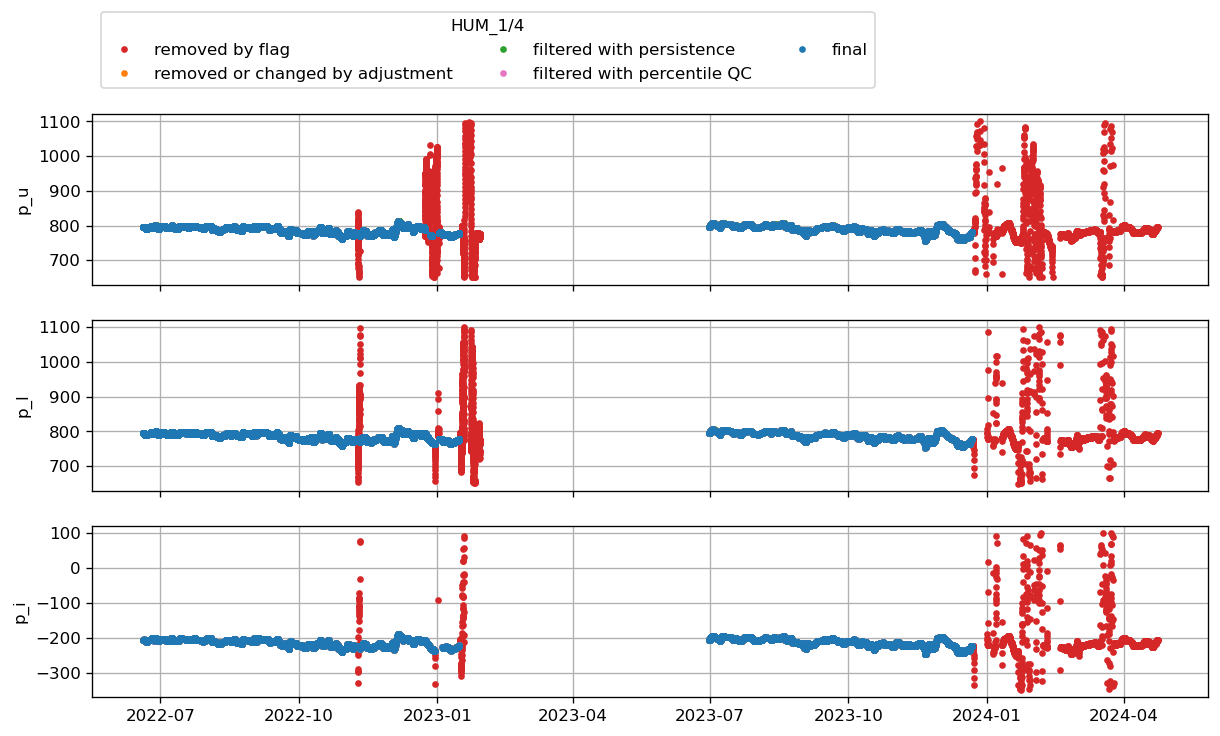 HUM_1/4
removed by flag
filtered with persistence
final
removed or changed by adjustment
filtered with percentile QC
1100
1000
900
800
700
p_u
1100
1000
900
800
700
p_l
100
0
−100
−200
−300
p_i
2022-07
2022-10
2023-01
2023-04
2023-07
2023-10
2024-01
2024-04